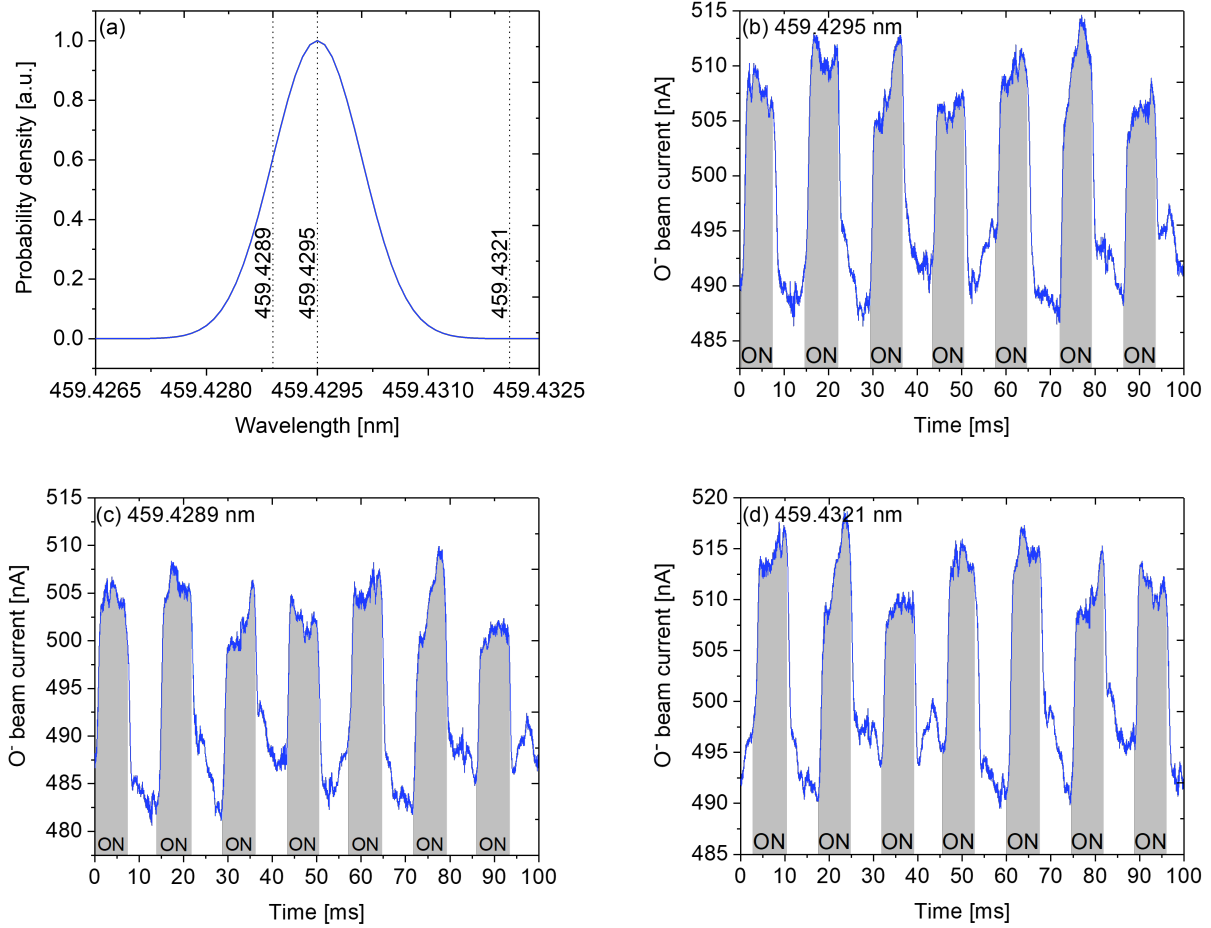 (a)
Probability density [a.u.]
1.0
0.8
0.6
0.4
0.2
0.0
459.4289
459.4295
459.4321
459.4265 459.4280 459.4295 459.4310 459.4325
Wavelength [nm]
(b) 459.4295 nm
O⁻ beam current [nA]
515
510
505
500
495
490
485
ON ON ON ON ON ON ON
0 10 20 30 40 50 60 70 80 90 100
Time [ms]
(c) 459.4289 nm
O⁻ beam current [nA]
515
510
505
500
495
490
485
480
ON ON ON ON ON ON ON
0 10 20 30 40 50 60 70 80 90 100
Time [ms]
(d) 459.4321 nm
O⁻ beam current [nA]
520
515
510
505
500
495
490
485
ON ON ON ON ON ON ON
0 10 20 30 40 50 60 70 80 90 100
Time [ms]